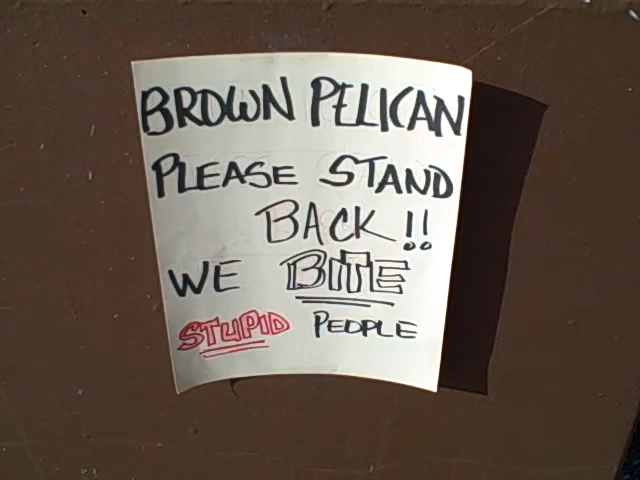 BROWN PELICAN
PLEASE STAND
BACK!!
WE BITE
STUPID PEOPLE